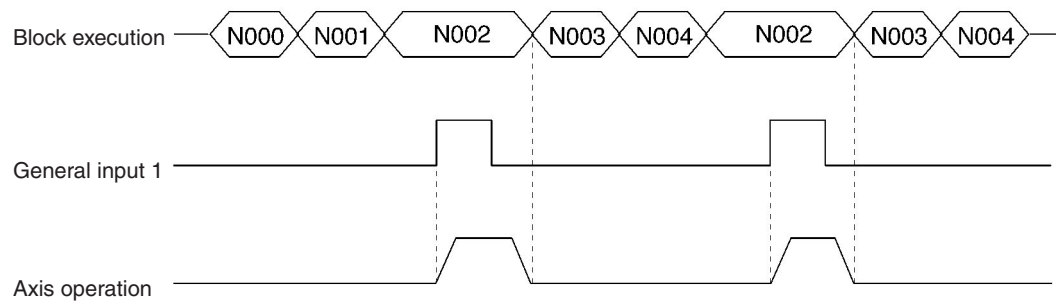 Block execution N000 N001 N002 N003 N004 N002 N003 N004
General input 1
Axis operation